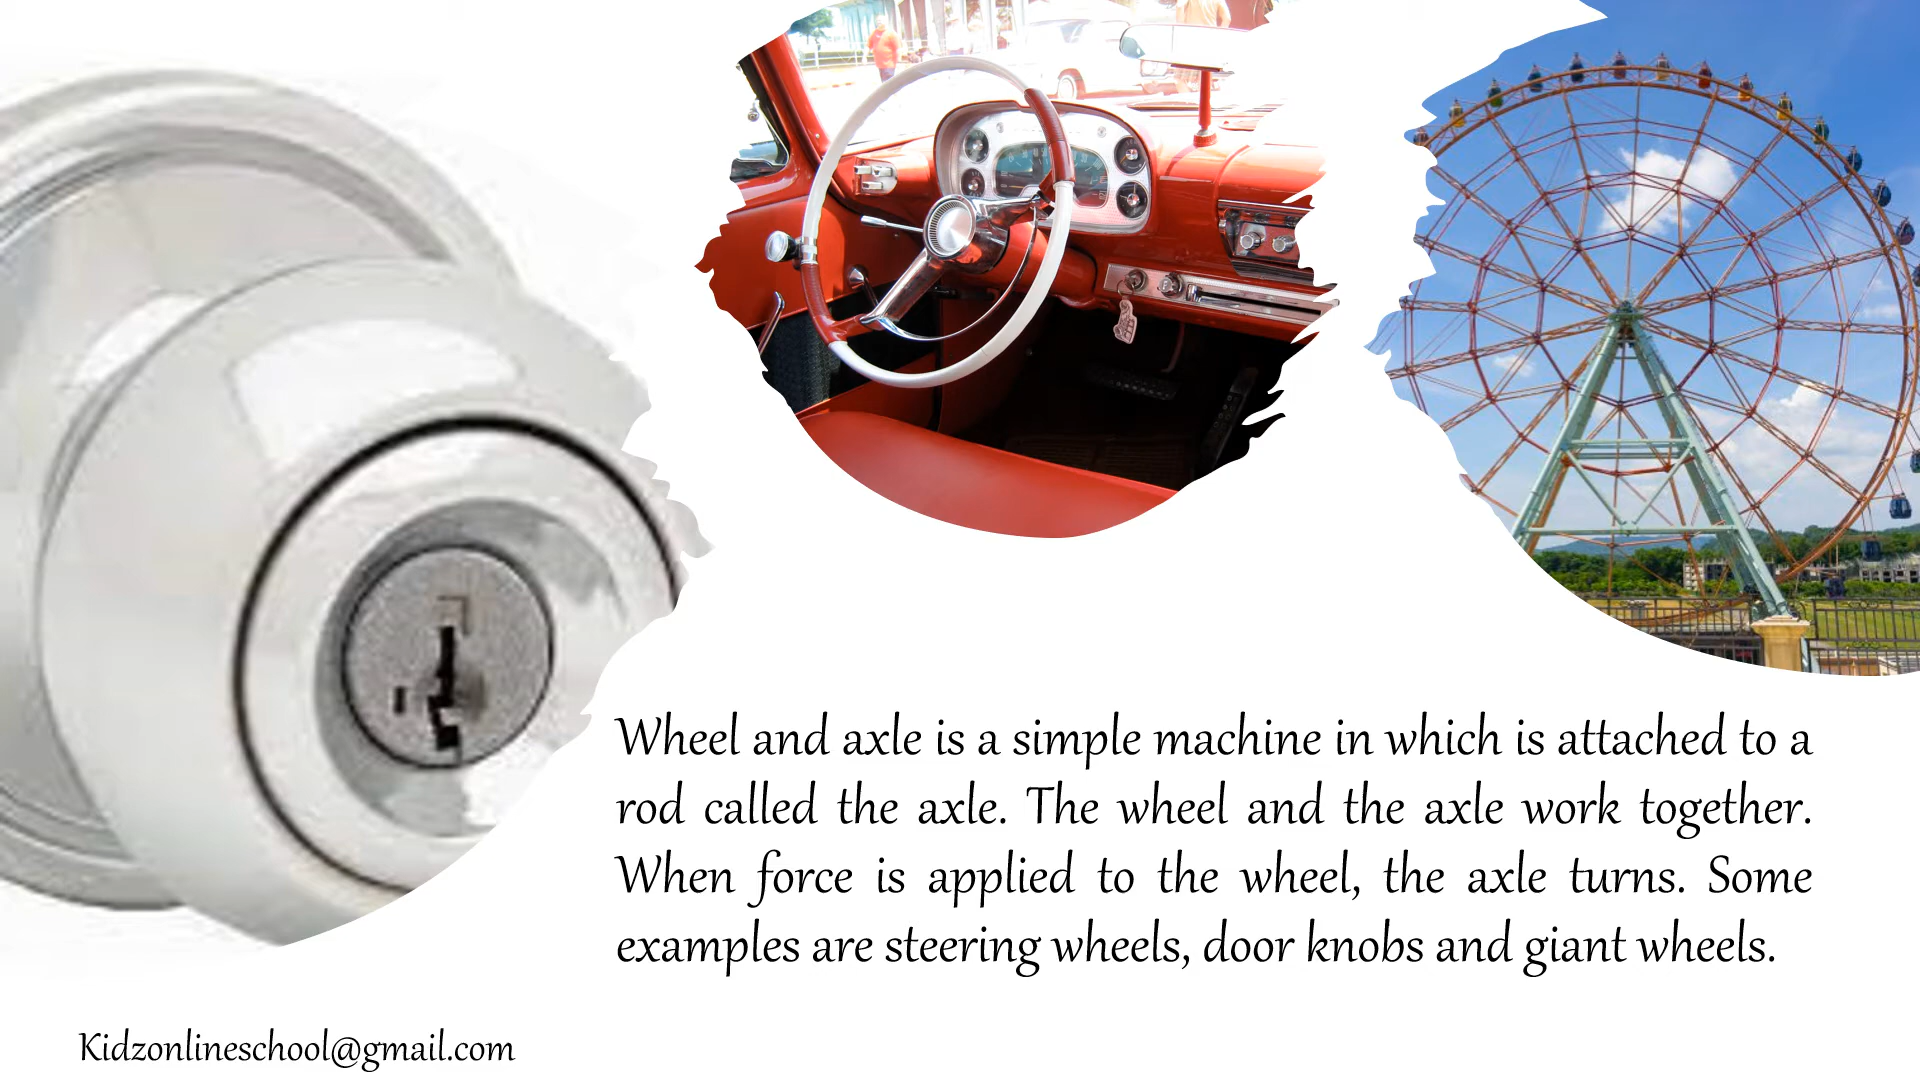 Wheel and axle is a simple machine in which is attached to a
rod called the axle. The wheel and the axle work together.
When force is applied to the wheel, the axle turns. Some
examples are steering wheels, door knobs and giant wheels.
Kidzonlineschool@gmail.com